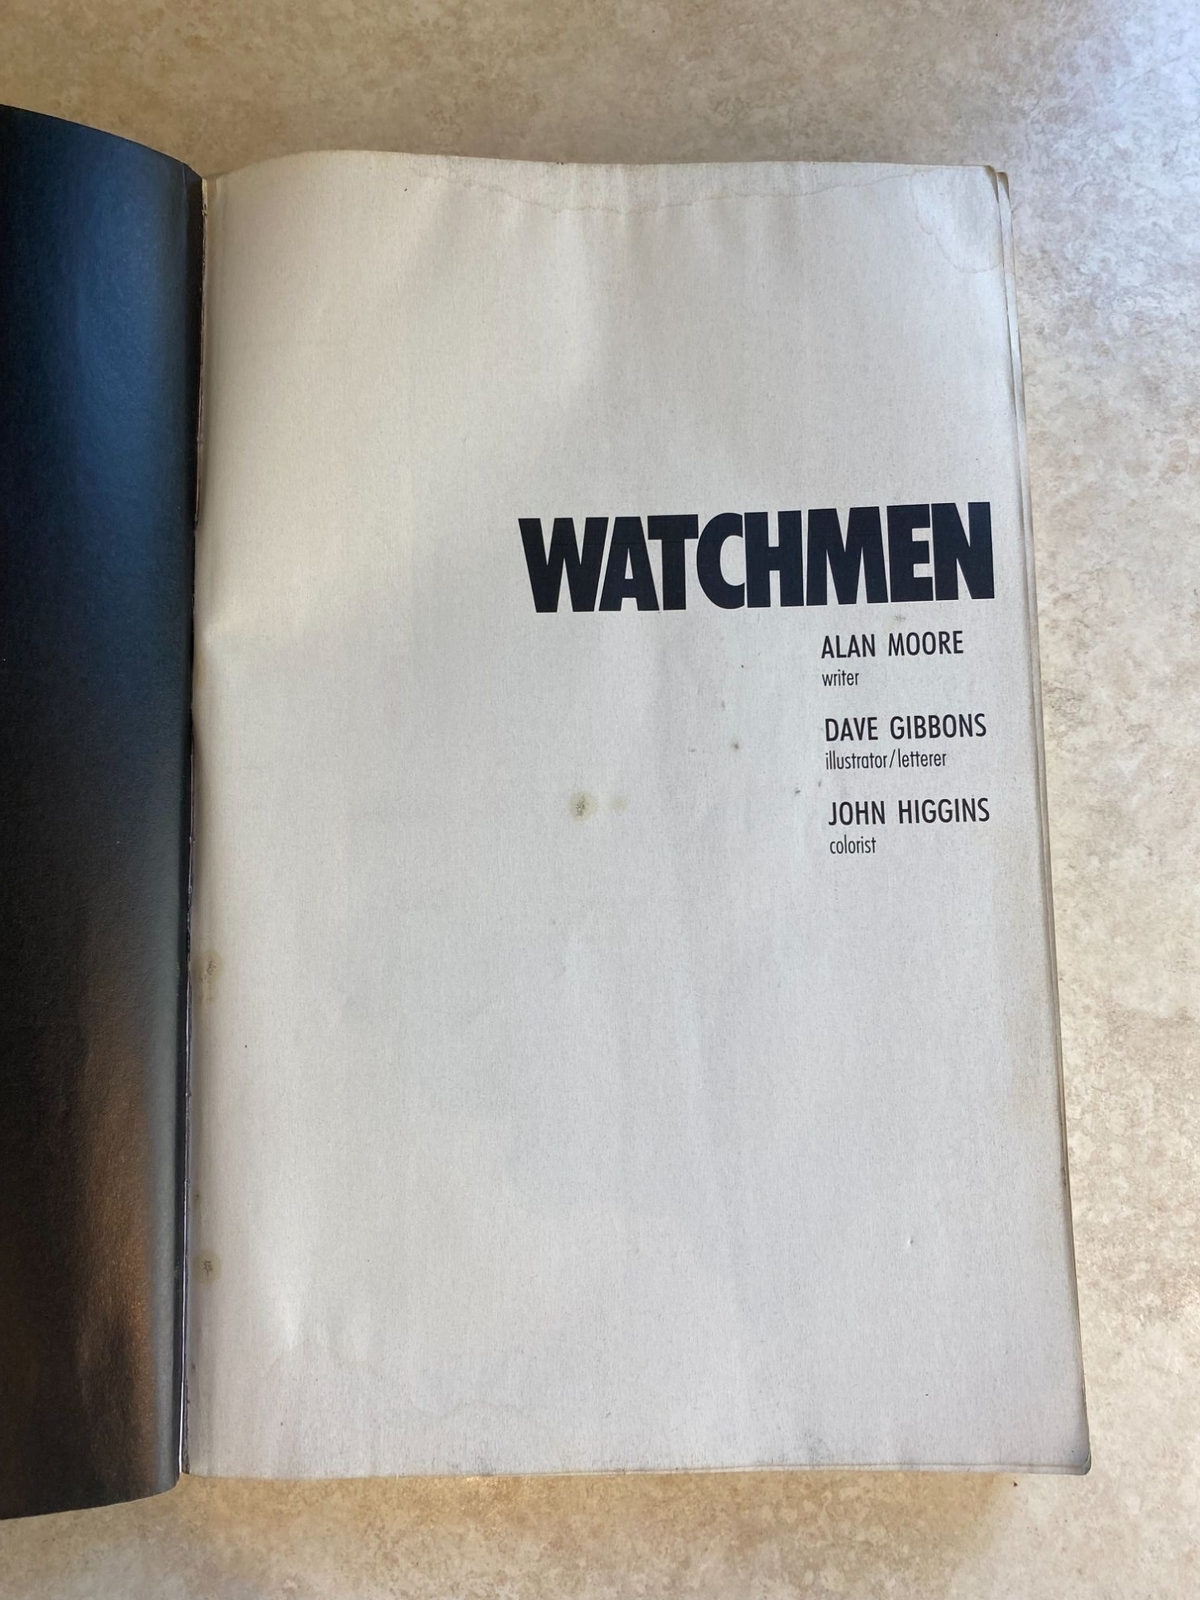 WATCHMEN
ALAN MOORE
writer
DAVE GIBBONS
illustrator/letterer
JOHN HIGGINS
colorist